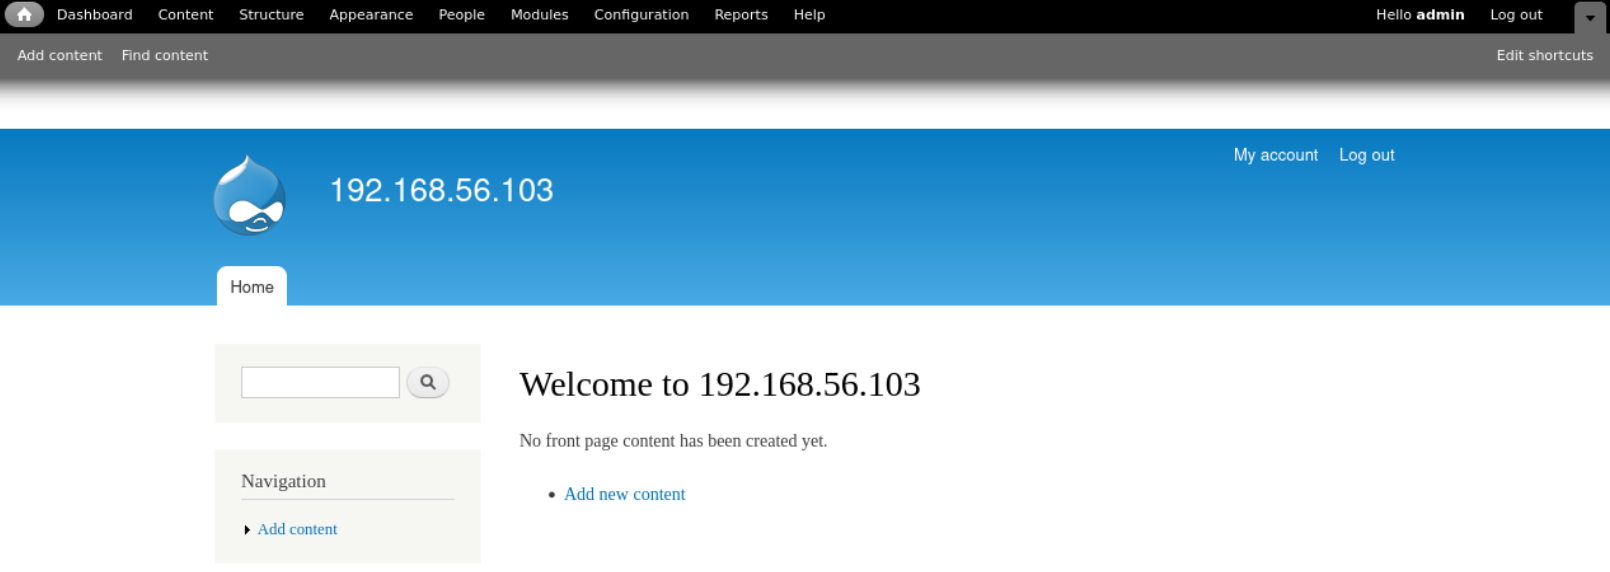 Dashboard Content Structure Appearance People Modules Configuration Reports Help Hello admin Log out
Add content Find content Edit shortcuts
My account Log out
192.168.56.103
Home
Welcome to 192.168.56.103
No front page content has been created yet.
Navigation
Add new content
Add content